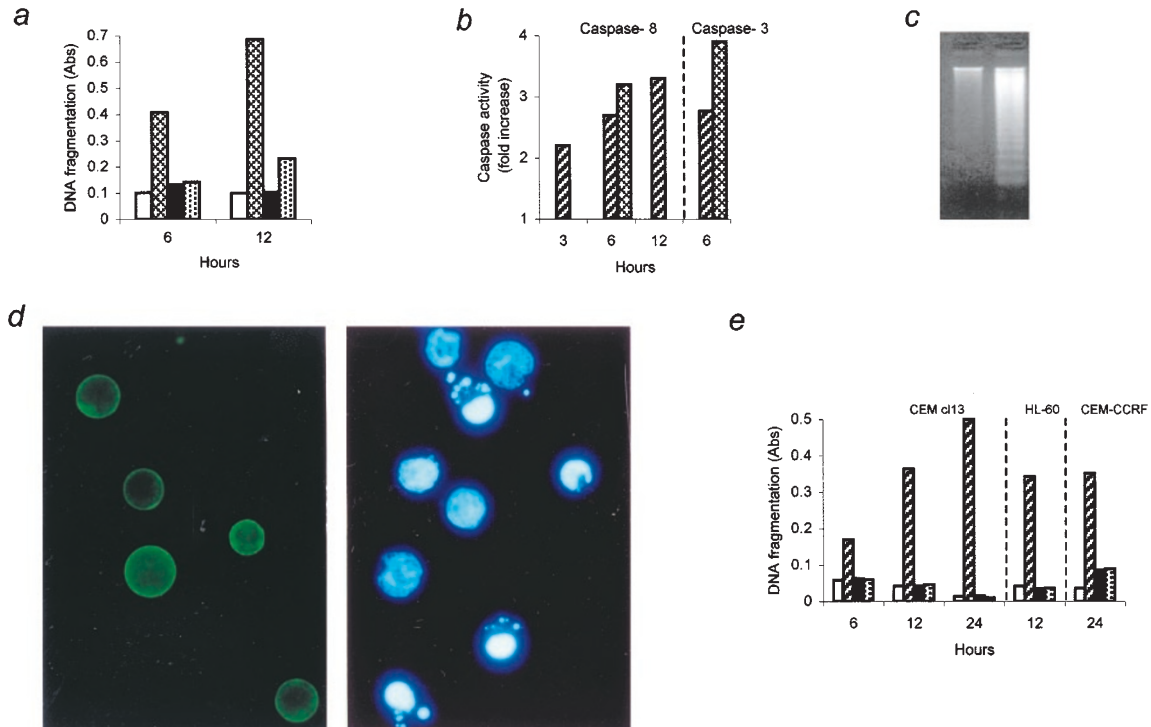 a
DNA fragmentation (Abs)
0.7
0.6
0.5
0.4
0.3
0.2
0.1
0
6 12
Hours
b
Caspase- 8 Caspase- 3
Caspase activity
(fold increase)
4
3
2
1
3 6 12 6
Hours
c
d
e
CEM cl13 HL-60 CEM-CCRF
DNA fragmentation (Abs)
0.5
0.4
0.3
0.2
0.1
0
6 12 24 12 24
Hours